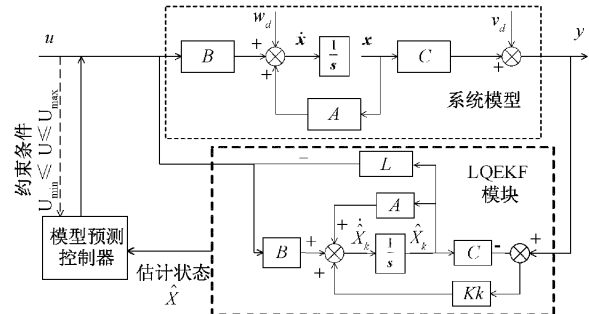 w_d
v_d
u
ẋ
x
y
B
+
+
1/s
C
+
+
A
系统模型
约束条件
U_min ≤ U ≤ U_max
−
L
LQEKF
模块
A
+
B
+
+
X̂̇_k
1/s
X̂_k
C
-
+
Kk
模型预测
控制器
估计状态
X̂